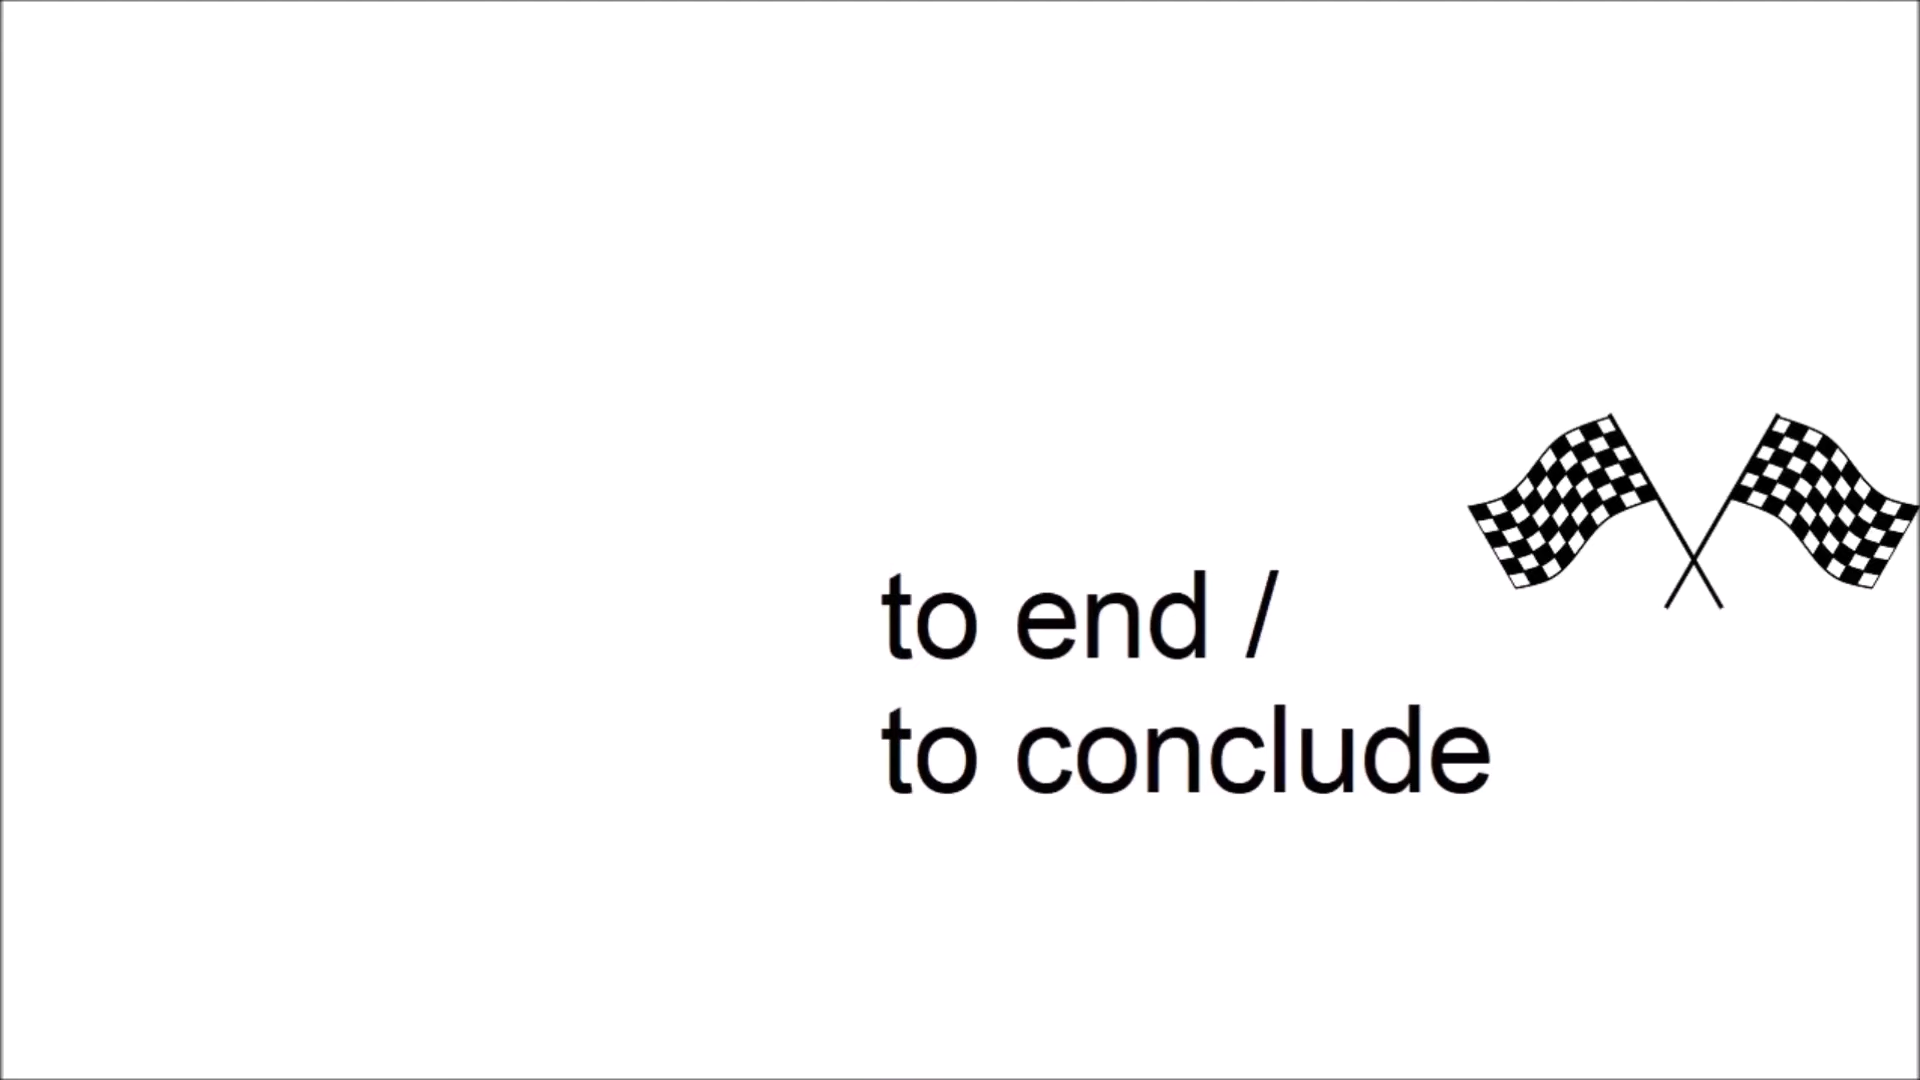 to end /
to conclude